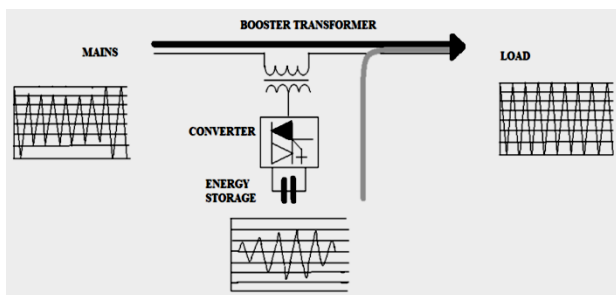 BOOSTER TRANSFORMER
MAINS
LOAD
CONVERTER
ENERGY
STORAGE